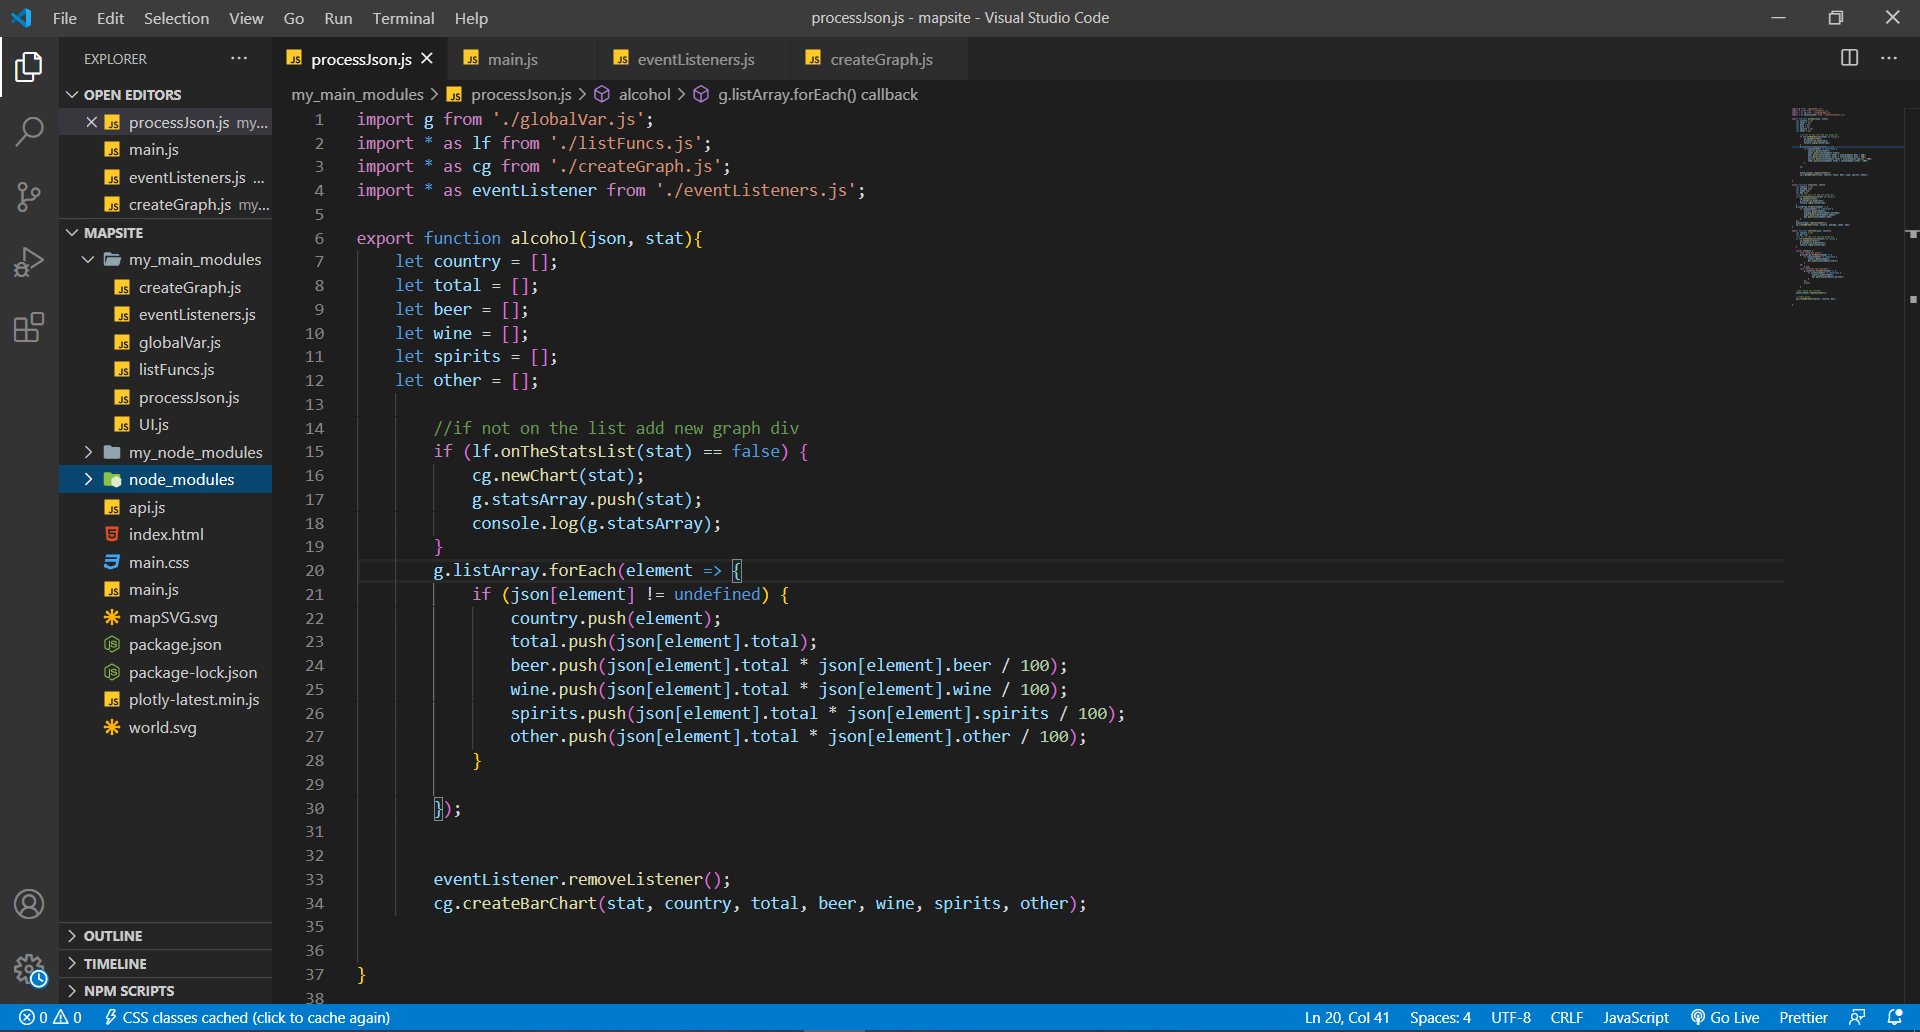 File Edit Selection View Go Run Terminal Help
processJson.js - mapsite - Visual Studio Code
EXPLORER
OPEN EDITORS
processJson.js my...
main.js
eventListeners.js ...
createGraph.js my...
MAPSITE
my_main_modules
createGraph.js
eventListeners.js
globalVar.js
listFuncs.js
processJson.js
UI.js
my_node_modules
node_modules
api.js
index.html
main.css
main.js
mapSVG.svg
package.json
package-lock.json
plotly-latest.min.js
world.svg
OUTLINE
TIMELINE
NPM SCRIPTS
processJson.js main.js eventListeners.js createGraph.js
my_main_modules > processJson.js > alcohol > g.listArray.forEach() callback
1 import g from './globalVar.js';
2 import * as lf from './listFuncs.js';
3 import * as cg from './createGraph.js';
4 import * as eventListener from './eventListeners.js';
5
6 export function alcohol(json, stat){
7 let country = [];
8 let total = [];
9 let beer = [];
10 let wine = [];
11 let spirits = [];
12 let other = [];
13
14 //if not on the list add new graph div
15 if (lf.onTheStatsList(stat) == false) {
16 cg.newChart(stat);
17 g.statsArray.push(stat);
18 console.log(g.statsArray);
19 }
20 g.listArray.forEach(element => {
21 if (json[element] != undefined) {
22 country.push(element);
23 total.push(json[element].total);
24 beer.push(json[element].total * json[element].beer / 100);
25 wine.push(json[element].total * json[element].wine / 100);
26 spirits.push(json[element].total * json[element].spirits / 100);
27 other.push(json[element].total * json[element].other / 100);
28 }
29
30 });
31
32
33 eventListener.removeListener();
34 cg.createBarChart(stat, country, total, beer, wine, spirits, other);
35
36
37 }
38
0 0 CSS classes cached (click to cache again)
Ln 20, Col 41 Spaces: 4 UTF-8 CRLF JavaScript Go Live Prettier